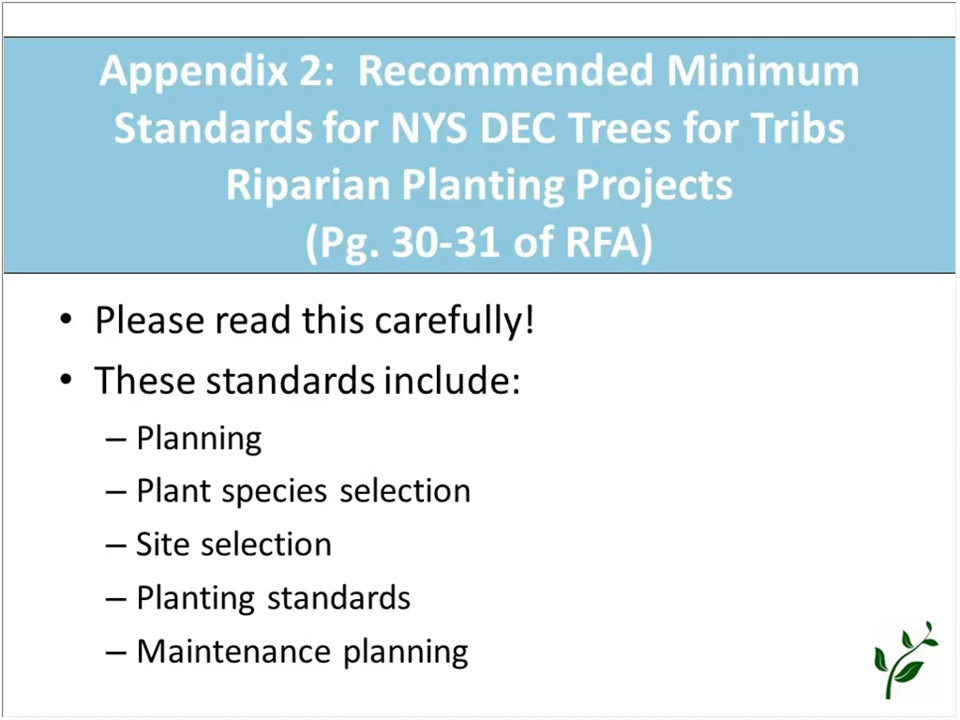 Appendix 2:  Recommended Minimum
Standards for NYS DEC Trees for Tribs
Riparian Planting Projects
(Pg. 30-31 of RFA)
• Please read this carefully!
• These standards include:
– Planning
– Plant species selection
– Site selection
– Planting standards
– Maintenance planning